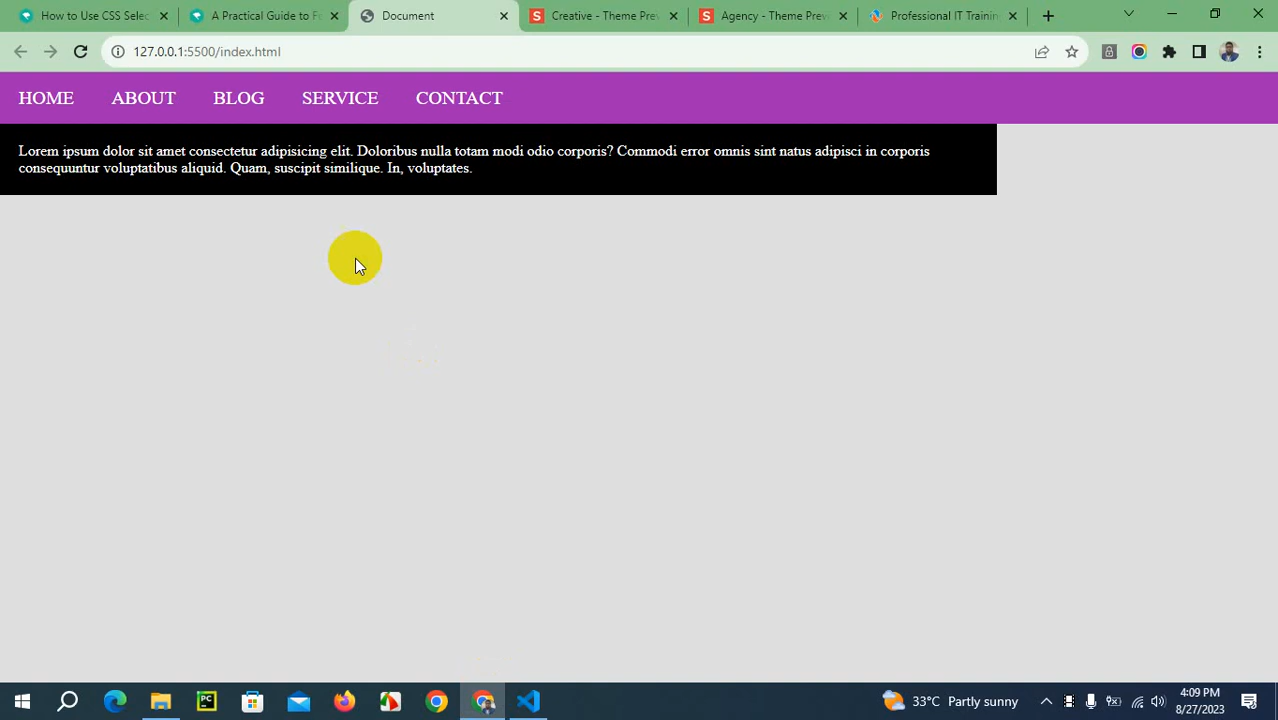 How to Use CSS Selec
A Practical Guide to F
Document
Creative - Theme Prev
Agency - Theme Prev
Professional IT Trainin
127.0.0.1:5500/index.html
HOME ABOUT BLOG SERVICE CONTACT
Lorem ipsum dolor sit amet consectetur adipisicing elit. Doloribus nulla totam modi odio corporis? Commodi error omnis sint natus adipisci in corporis
consequuntur voluptatibus aliquid. Quam, suscipit similique. In, voluptates.
PC
33°C Partly sunny
4:09 PM
8/27/2023